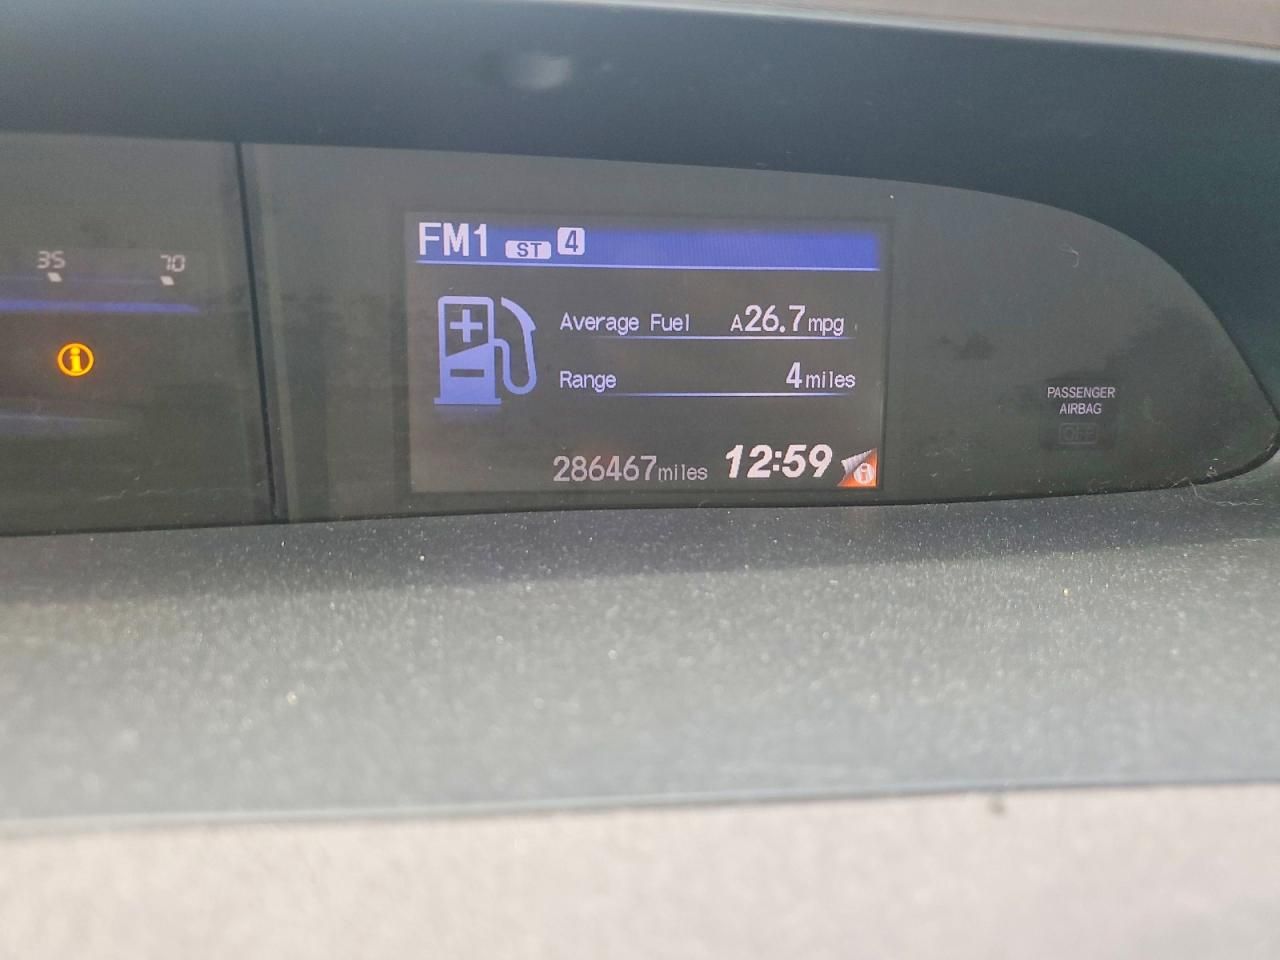 FM1 ST 4
35 70
Average Fuel A26.7mpg
Range 4miles
PASSENGER
AIRBAG
OFF
286467miles 12:59